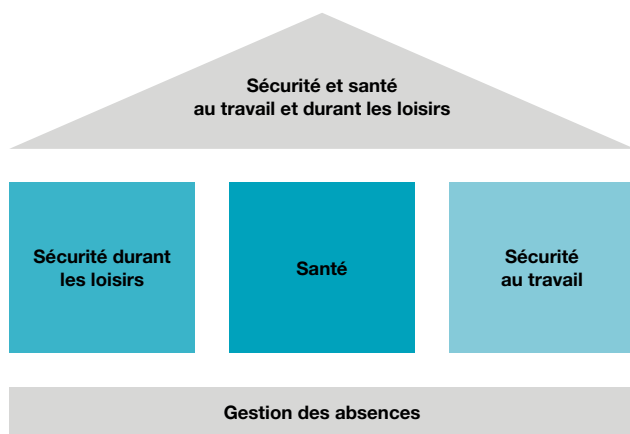 Sécurité et santé
au travail et durant les loisirs
Sécurité durant
les loisirs
Santé
Sécurité
au travail
Gestion des absences